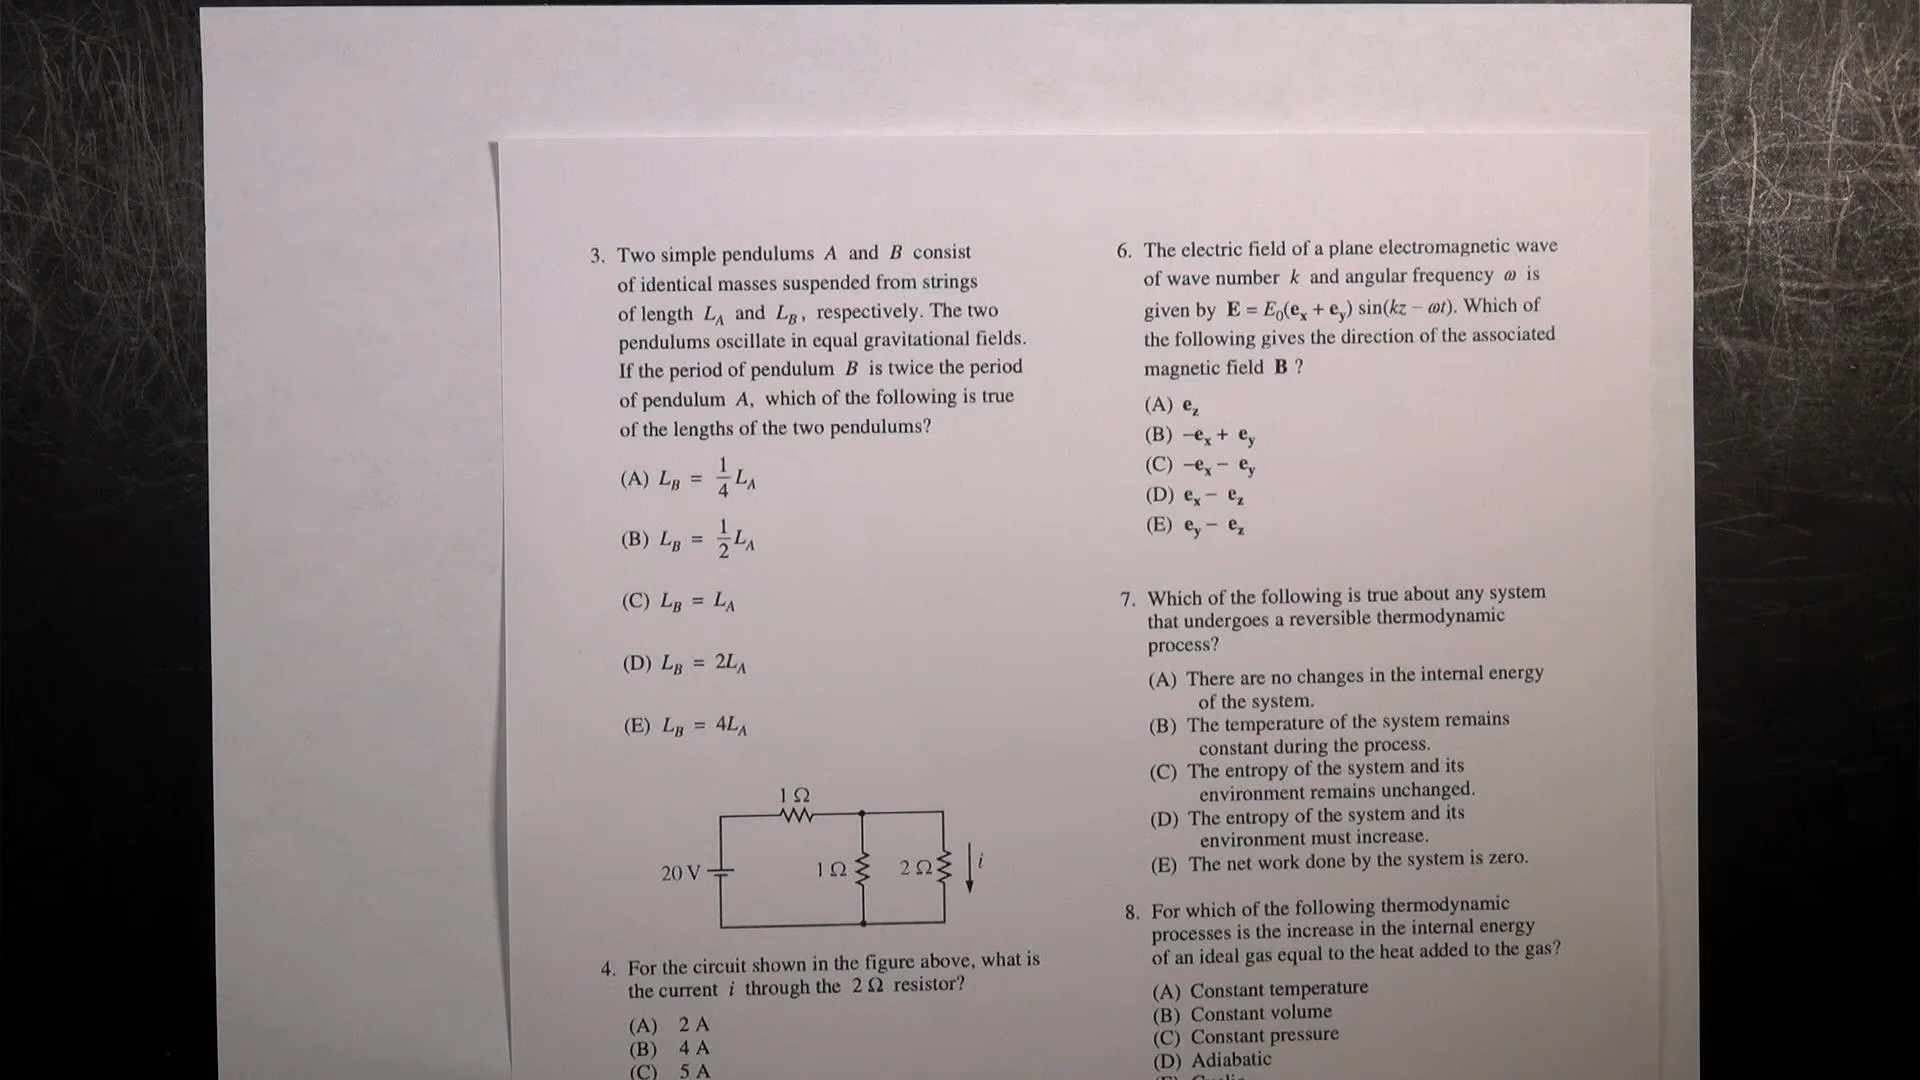 3. Two simple pendulums A and B consist
of identical masses suspended from strings
of length L_A and L_B, respectively. The two
pendulums oscillate in equal gravitational fields.
If the period of pendulum B is twice the period
of pendulum A, which of the following is true
of the lengths of the two pendulums?
(A) L_B = 1/4 L_A
(B) L_B = 1/2 L_A
(C) L_B = L_A
(D) L_B = 2L_A
(E) L_B = 4L_A
1 Ω
20 V
1 Ω
2 Ω
i
4. For the circuit shown in the figure above, what is
the current i through the 2 Ω resistor?
(A) 2 A
(B) 4 A
(C) 5 A
6. The electric field of a plane electromagnetic wave
of wave number k and angular frequency ω is
given by E = E₀(e_x + e_y) sin(kz − ωt). Which of
the following gives the direction of the associated
magnetic field B ?
(A) e_z
(B) −e_x + e_y
(C) −e_x − e_y
(D) e_x − e_z
(E) e_y − e_z
7. Which of the following is true about any system
that undergoes a reversible thermodynamic
process?
(A) There are no changes in the internal energy
of the system.
(B) The temperature of the system remains
constant during the process.
(C) The entropy of the system and its
environment remains unchanged.
(D) The entropy of the system and its
environment must increase.
(E) The net work done by the system is zero.
8. For which of the following thermodynamic
processes is the increase in the internal energy
of an ideal gas equal to the heat added to the gas?
(A) Constant temperature
(B) Constant volume
(C) Constant pressure
(D) Adiabatic